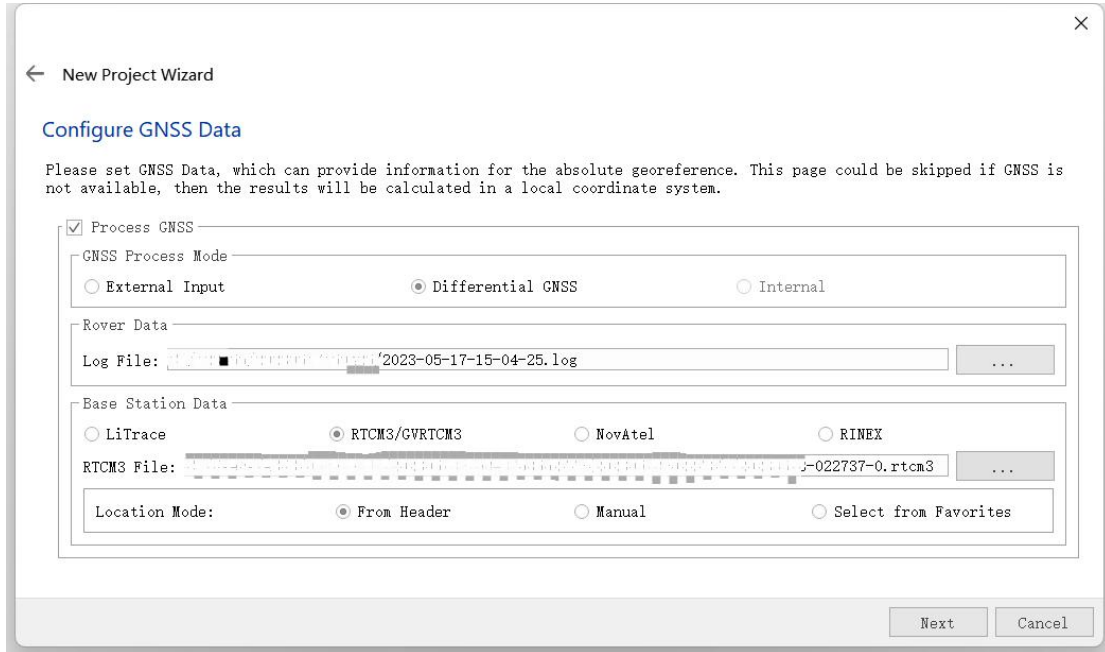 New Project Wizard
Configure GNSS Data
Please set GNSS Data, which can provide information for the absolute georeference. This page could be skipped if GNSS is
not available, then the results will be calculated in a local coordinate system.
Process GNSS
GNSS Process Mode
External Input Differential GNSS Internal
Rover Data
Log File: /2023-05-17-15-04-25.log ...
Base Station Data
LiTrace RTCM3/GVRTCM3 NovAtel RINEX
RTCM3 File: -022737-0.rtcm3 ...
Location Mode: From Header Manual Select from Favorites
Next Cancel